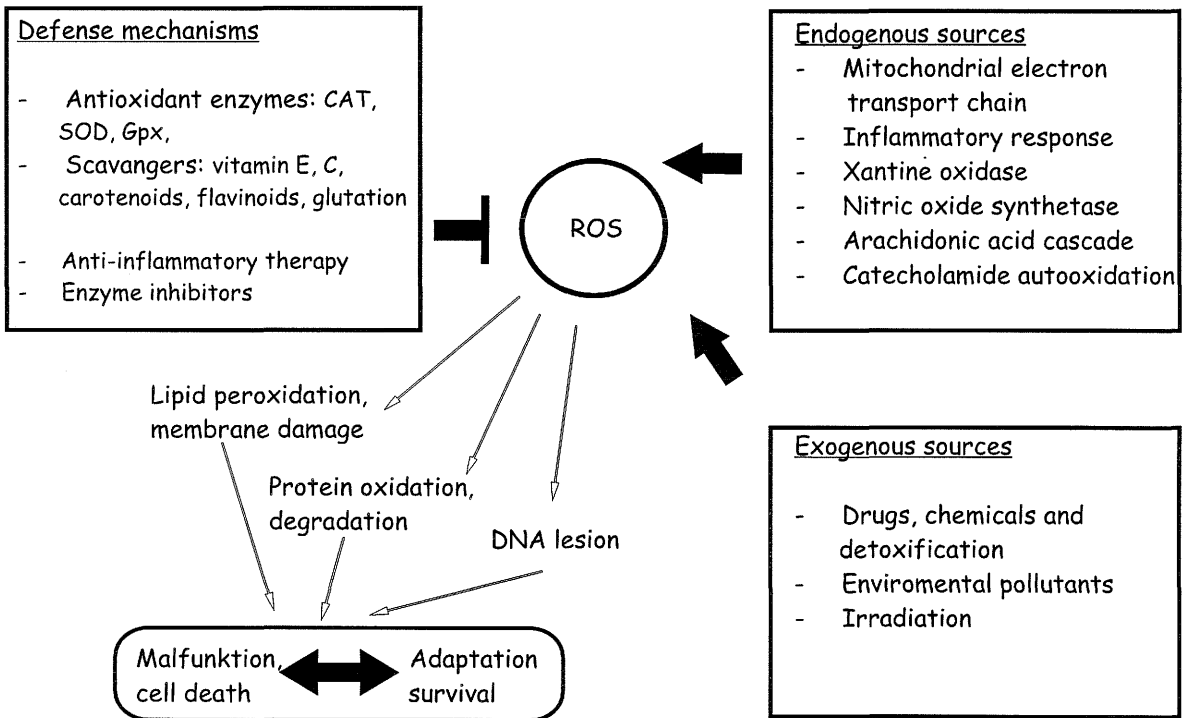 Defense mechanisms
- Antioxidant enzymes: CAT,
SOD, Gpx,
- Scavangers: vitamin E, C,
carotenoids, flavinoids, glutation
- Anti-inflammatory therapy
- Enzyme inhibitors
ROS
Endogenous sources
- Mitochondrial electron
transport chain
- Inflammatory response
- Xantine oxidase
- Nitric oxide synthetase
- Arachidonic acid cascade
- Catecholamide autooxidation
Lipid peroxidation,
membrane damage
Protein oxidation,
degradation
DNA lesion
Malfunktion,
cell death
Adaptation
survival
Exogenous sources
- Drugs, chemicals and
detoxification
- Enviromental pollutants
- Irradiation